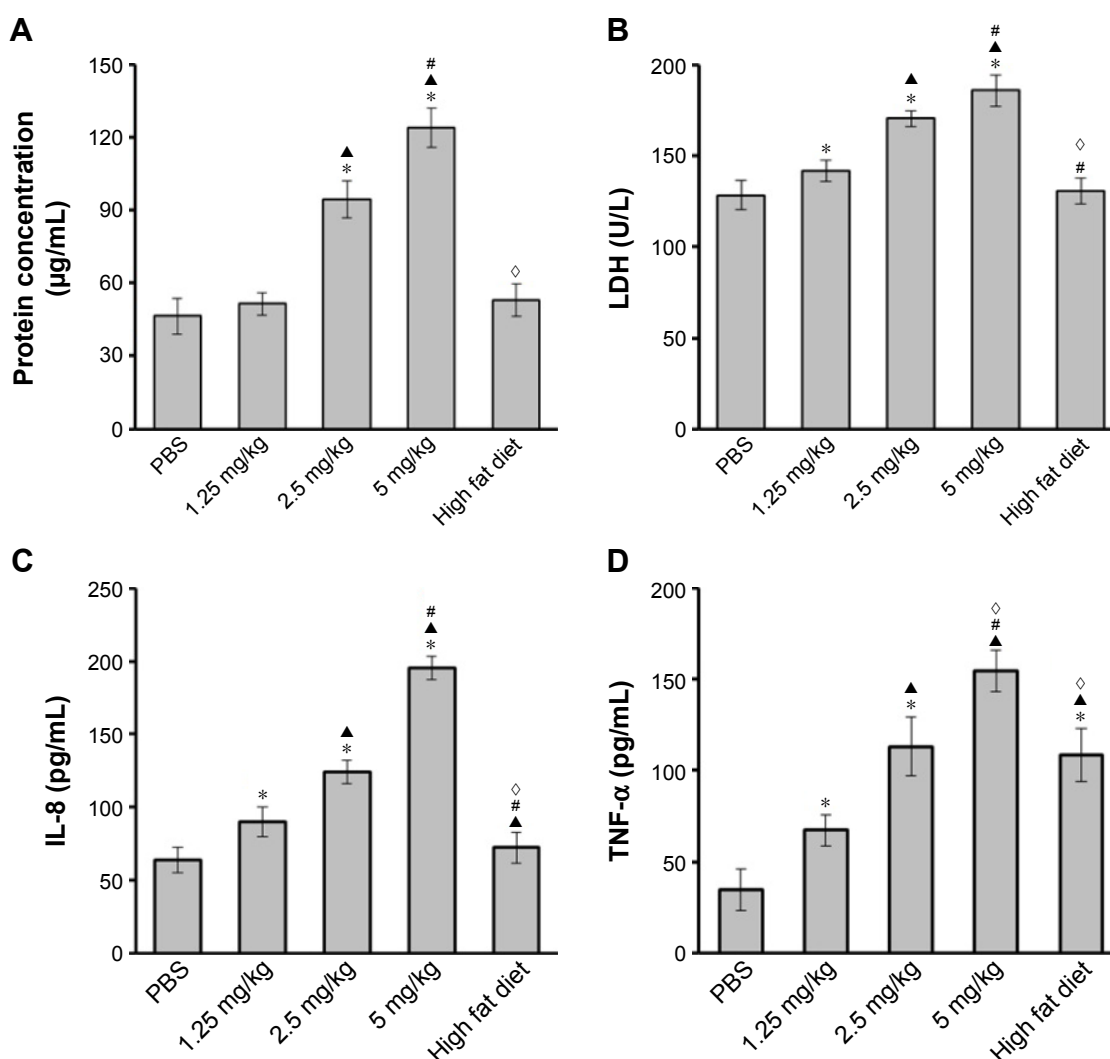 A
Protein concentration
(µg/mL)
150
120
90
60
30
0
*
▲
*
#
▲
*
◊
PBS
1.25 mg/kg
2.5 mg/kg
5 mg/kg
High fat diet
B
LDH (U/L)
200
150
100
50
0
*
▲
*
#
▲
*
◊
#
PBS
1.25 mg/kg
2.5 mg/kg
5 mg/kg
High fat diet
C
IL-8 (pg/mL)
250
200
150
100
50
0
*
▲
*
#
▲
*
◊
#
▲
PBS
1.25 mg/kg
2.5 mg/kg
5 mg/kg
High fat diet
D
TNF-α (pg/mL)
200
150
100
50
0
*
▲
*
◊
#
▲
◊
▲
*
PBS
1.25 mg/kg
2.5 mg/kg
5 mg/kg
High fat diet